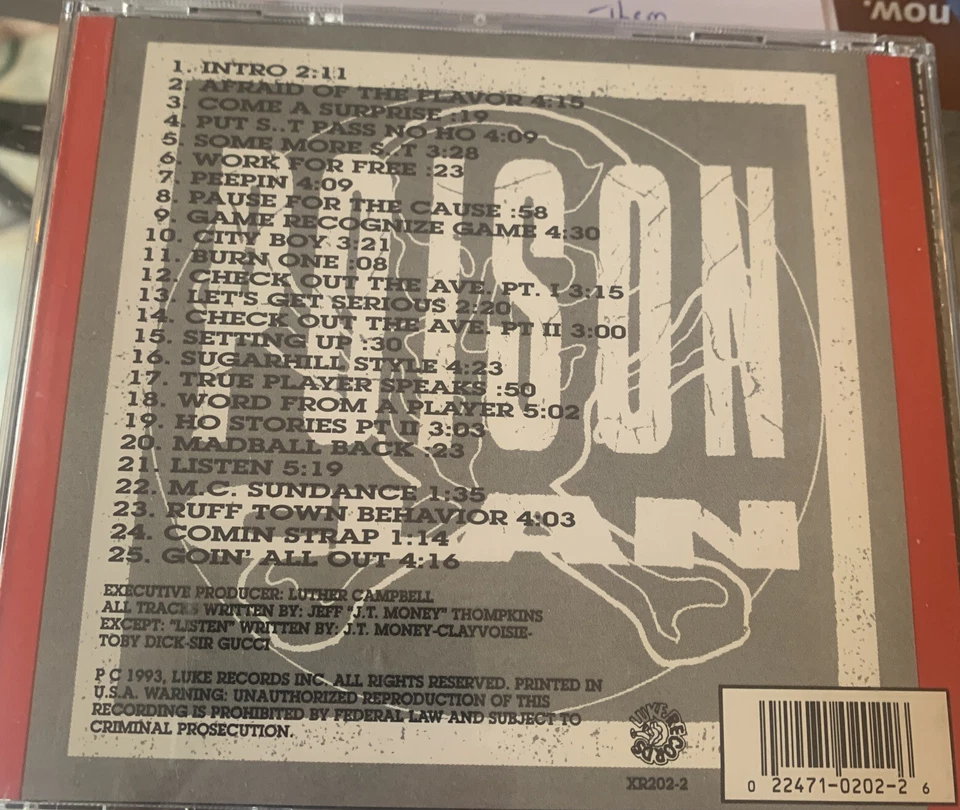 Them
now.
1. INTRO 2:11
2. AFRAID OF THE FLAVOR 4:15
3. COME A SURPRISE :19
4. PUT S..T PASS NO HO 4:09
5. SOME MORE S..T 3:28
6. WORK FOR FREE :23
7. PEEPIN 4:09
8. PAUSE FOR THE CAUSE :58
9. GAME RECOGNIZE GAME 4:30
10. CITY BOY 3:21
11. BURN ONE :08
12. CHECK OUT THE AVE. PT. I 3:15
13. LET'S GET SERIOUS 2:20
14. CHECK OUT THE AVE. PT II 3:00
15. SETTING UP :30
16. SUGARHILL STYLE 4:23
17. TRUE PLAYER SPEAKS :50
18. WORD FROM A PLAYER 5:02
19. HO STORIES PT II 3:03
20. MADBALL BACK :23
21. LISTEN 5:19
22. M.C. SUNDANCE 1:35
23. RUFF TOWN BEHAVIOR 4:03
24. COMIN STRAP 1:14
25. GOIN' ALL OUT 4:16
POISON
CLAN
EXECUTIVE PRODUCER: LUTHER CAMPBELL
ALL TRACKS WRITTEN BY: JEFF "J.T. MONEY" THOMPKINS
EXCEPT: "LISTEN" WRITTEN BY: J.T. MONEY-CLAYVOISIE-
TOBY DICK-SIR GUCCI
P C 1993, LUKE RECORDS INC. ALL RIGHTS RESERVED. PRINTED IN
U.S.A. WARNING: UNAUTHORIZED REPRODUCTION OF THIS
RECORDING IS PROHIBITED BY FEDERAL LAW AND SUBJECT TO
CRIMINAL PROSECUTION.
LUKE RECORDS
XR202-2
0 22471-0202-2 6